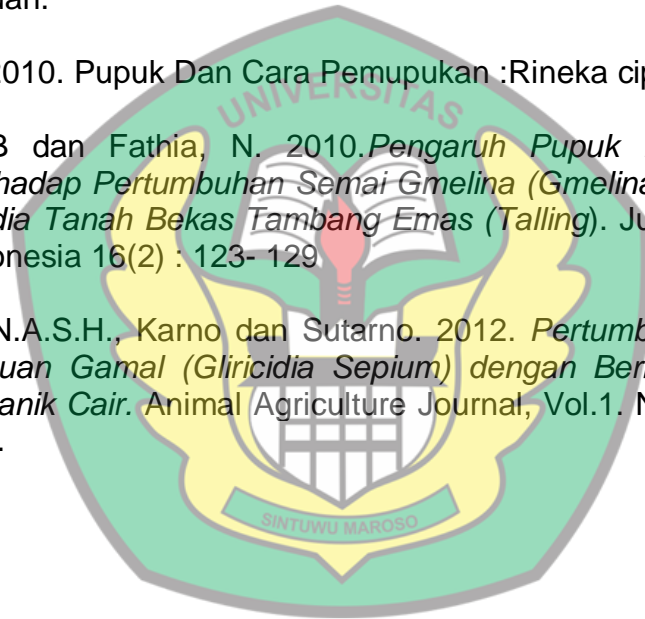 2010. Pupuk Dan Cara Pemupukan :Rineka cip
UNIVERSITAS
B dan Fathia, N. 2010.Pengaruh Pupuk
hadap Pertumbuhan Semai Gmelina (Gmelina
dia Tanah Bekas Tambang Emas (Talling). Ju
onesia 16(2) : 123- 129
N.A.S.H., Karno dan Sutarno. 2012. Pertumb
uan Gamal (Gliricidia Sepium) dengan Ber
anik Cair. Animal Agriculture Journal, Vol.1. N
SINTUWU MAROSO